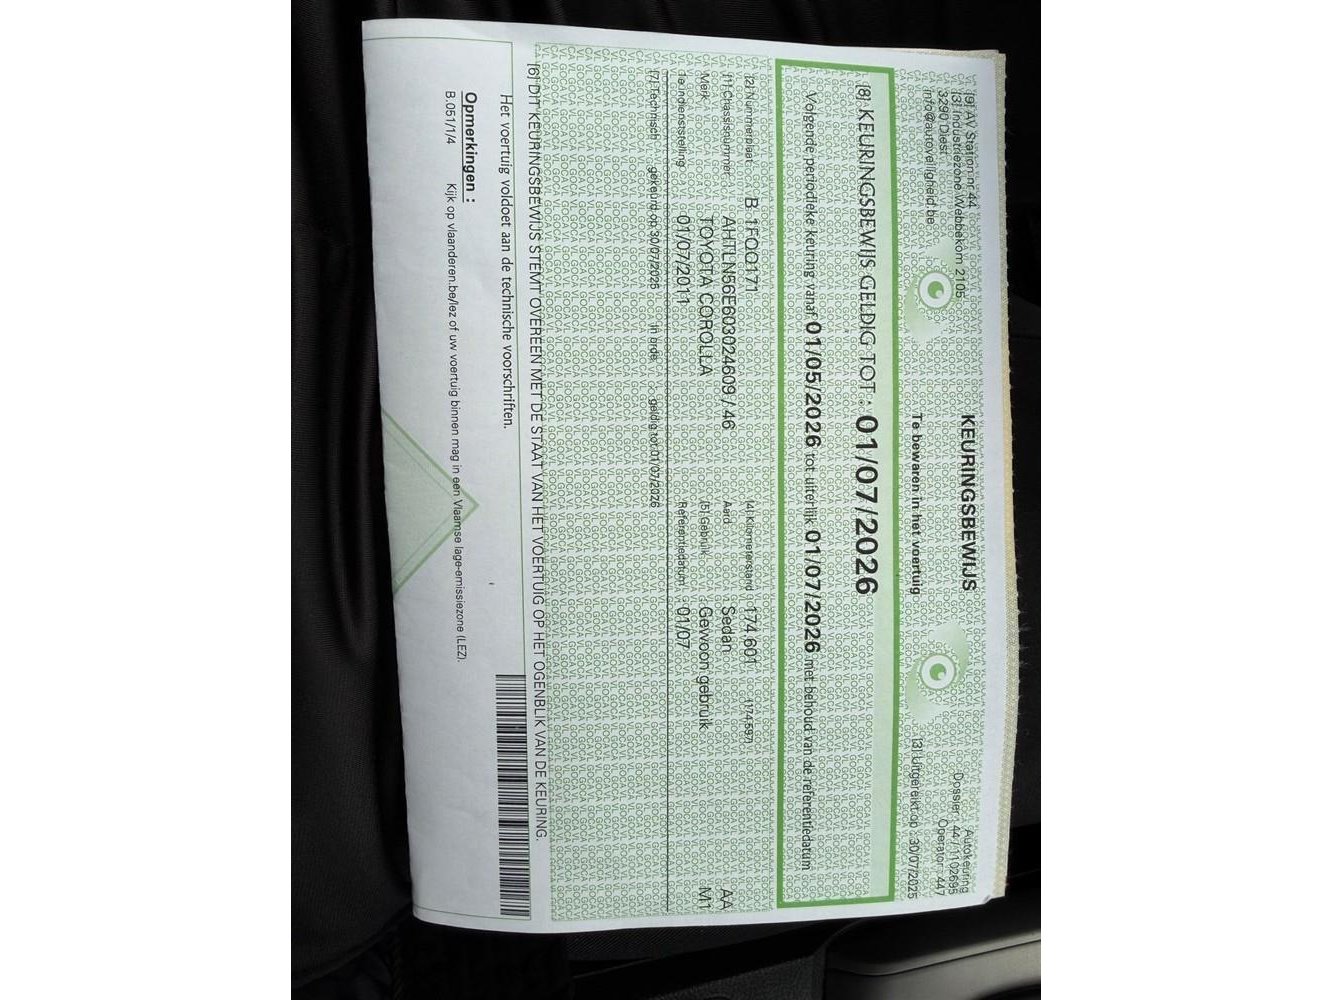 [9] AV Station nr 44
[3] Industriezone Webbekom 2105
3290 Diest
info@autoveiligheid.be
KEURINGSBEWIJS
Te bewaren in het voertuig
Autokeuring
Dossier : 44 / 1102695
Operator : 447
[3] Uitgereikt op : 30/07/2025
[8] KEURINGSBEWIJS GELDIG TOT : 01/07/2026
Volgende periodieke keuring vanaf 01/05/2026 tot uiterlijk 01/07/2026 met behoud van de referentiedatum
[2] Nummerplaat B 1FQQ171 [4] Kilometerstand 174.601 (174.597)
[1] Chassisnummer AHTLN56E603024609 / 46 Aard Sedan AA
Merk TOYOTA COROLLA [5] Gebruik Gewoon gebruik M1
1e indienststelling 01/07/2011 Referentiedatum 01/07
[7] Technisch gekeurd op 30/07/2025 in orde geldig tot 01/07/2026
[6] DIT KEURINGSBEWIJS STEMT OVEREEN MET DE STAAT VAN HET VOERTUIG OP HET OGENBLIK VAN DE KEURING.
Het voertuig voldoet aan de technische voorschriften.
Opmerkingen :
B.051/1/4 Kijk op vlaanderen.be/lez of uw voertuig binnen mag in een Vlaamse lage-emissiezone (LEZ).